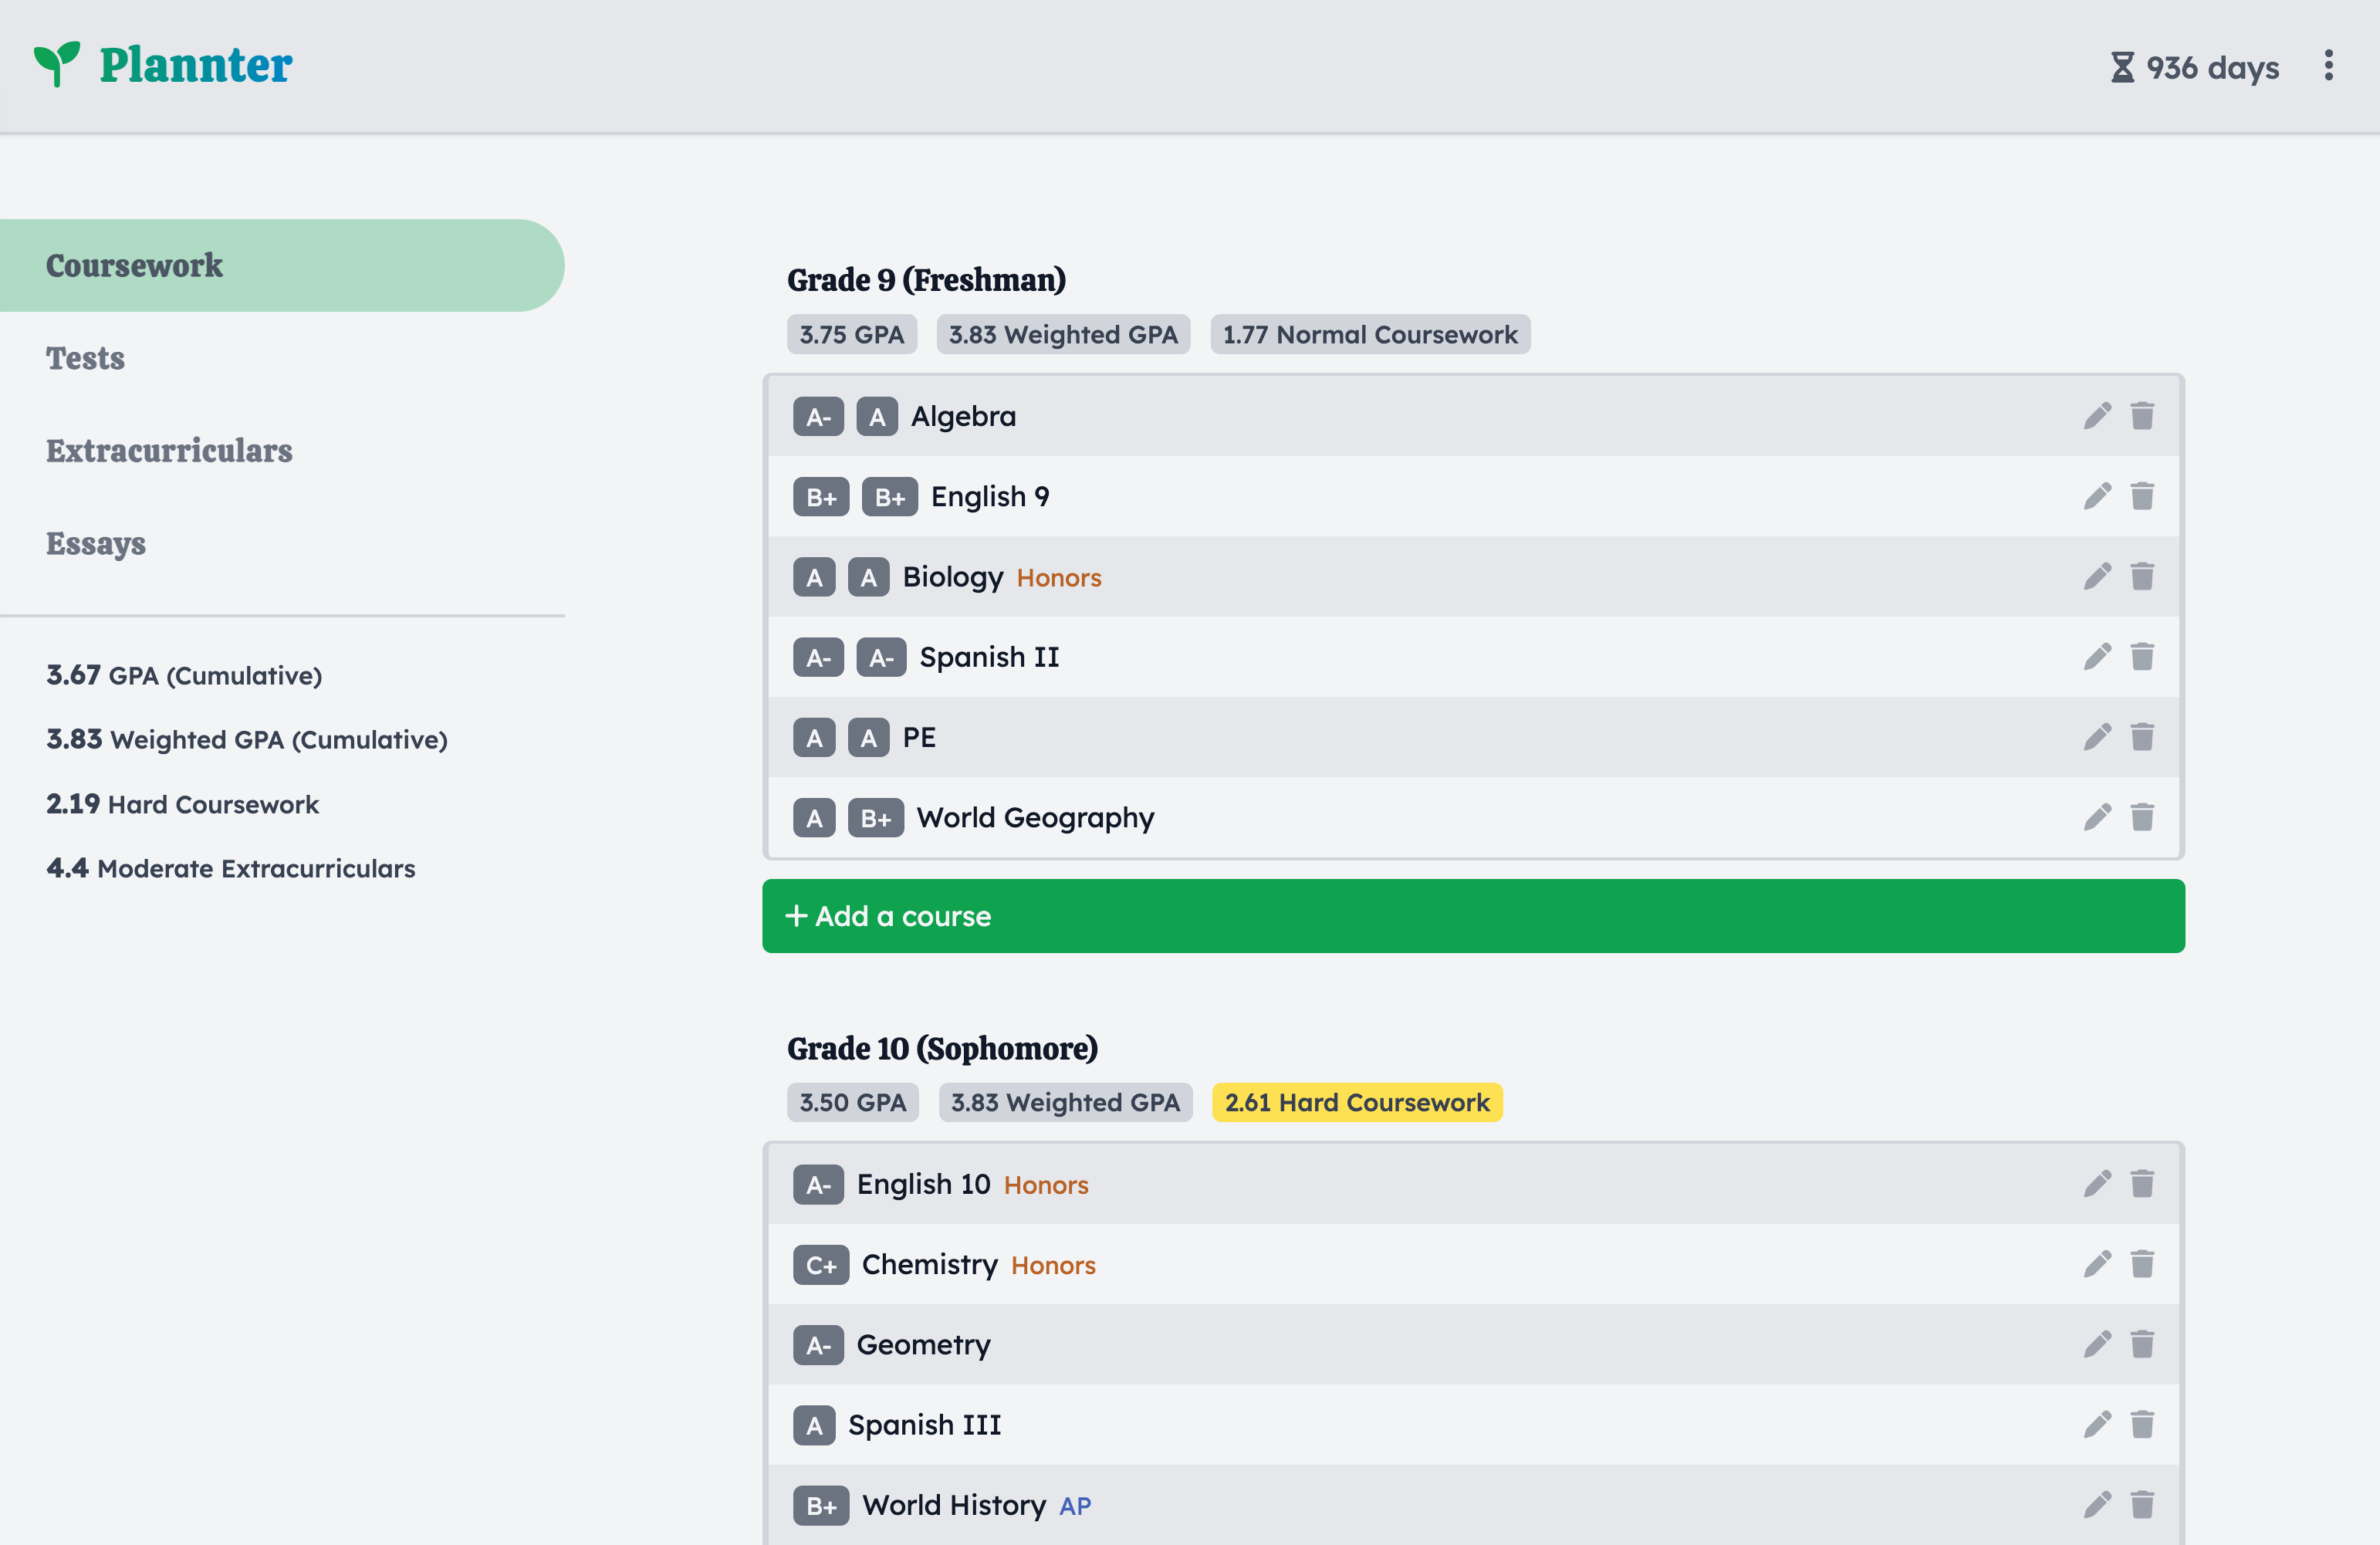 Plannter
936 days
Coursework
Tests
Extracurriculars
Essays
3.67 GPA (Cumulative)
3.83 Weighted GPA (Cumulative)
2.19 Hard Coursework
4.4 Moderate Extracurriculars
Grade 9 (Freshman)
3.75 GPA 3.83 Weighted GPA 1.77 Normal Coursework
A- A Algebra
B+ B+ English 9
A A Biology Honors
A- A- Spanish II
A A PE
A B+ World Geography
+ Add a course
Grade 10 (Sophomore)
3.50 GPA 3.83 Weighted GPA 2.61 Hard Coursework
A- English 10 Honors
C+ Chemistry Honors
A- Geometry
A Spanish III
B+ World History AP